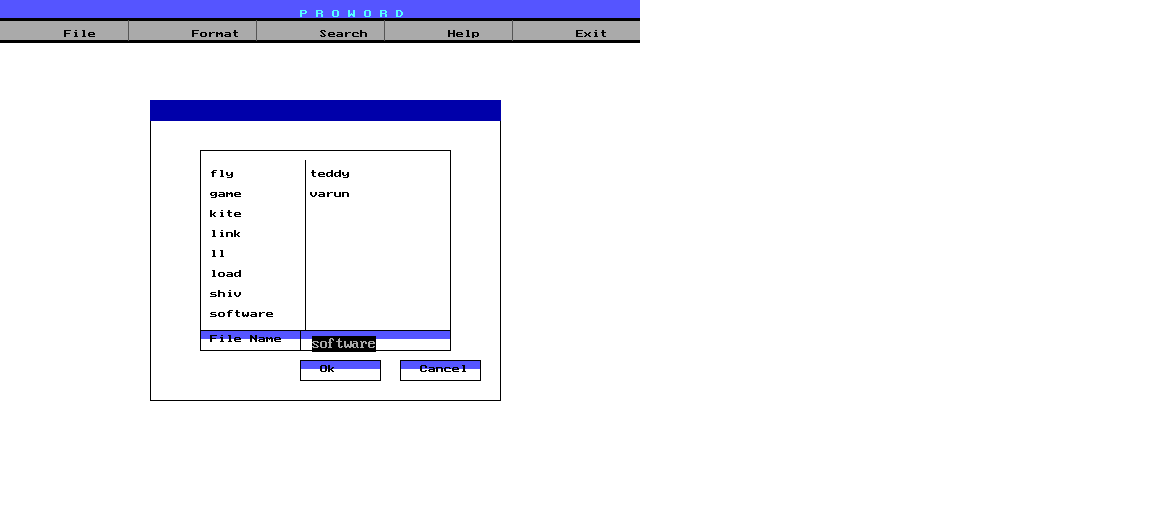 P R O W O R D
File Format Search Help Exit
fly teddy
game varun
kite
link
ll
load
shiv
software
File Name software
Ok Cancel